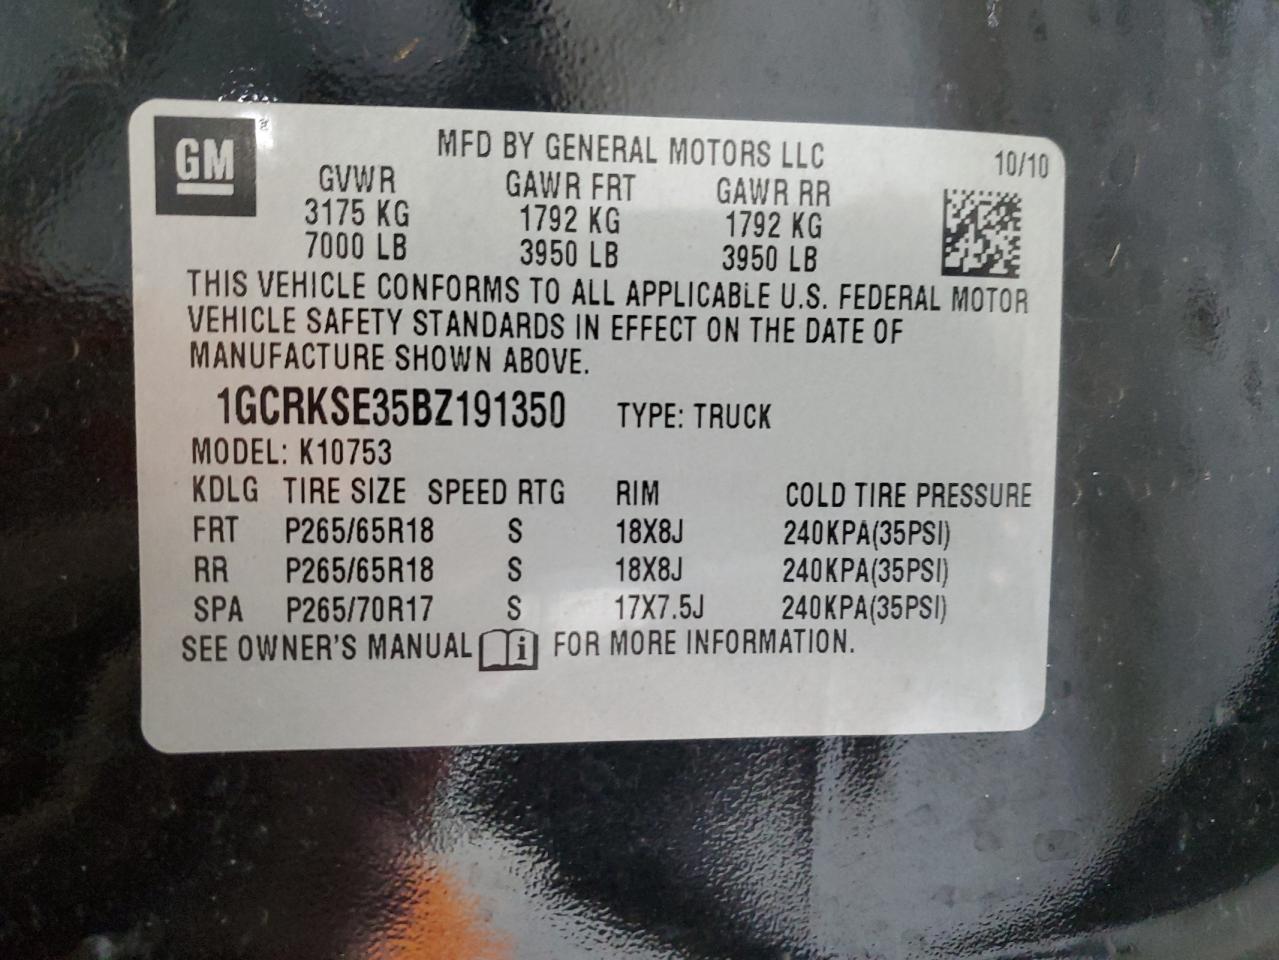 GM
MFD BY GENERAL MOTORS LLC 10/10
GVWR GAWR FRT GAWR RR
3175 KG 1792 KG 1792 KG
7000 LB 3950 LB 3950 LB
THIS VEHICLE CONFORMS TO ALL APPLICABLE U.S. FEDERAL MOTOR
VEHICLE SAFETY STANDARDS IN EFFECT ON THE DATE OF
MANUFACTURE SHOWN ABOVE.
1GCRKSE35BZ191350 TYPE: TRUCK
MODEL: K10753
KDLG TIRE SIZE SPEED RTG RIM COLD TIRE PRESSURE
FRT P265/65R18 S 18X8J 240KPA(35PSI)
RR P265/65R18 S 18X8J 240KPA(35PSI)
SPA P265/70R17 S 17X7.5J 240KPA(35PSI)
SEE OWNER'S MANUAL i FOR MORE INFORMATION.